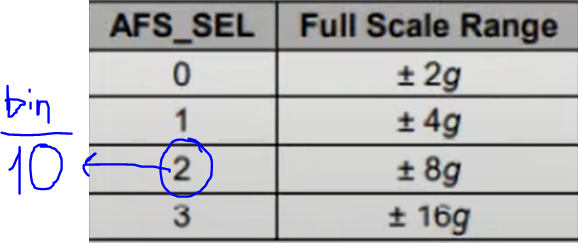 AFS_SEL Full Scale Range
0 ± 2g
1 ± 4g
bin
10 2 ± 8g
3 ± 16g